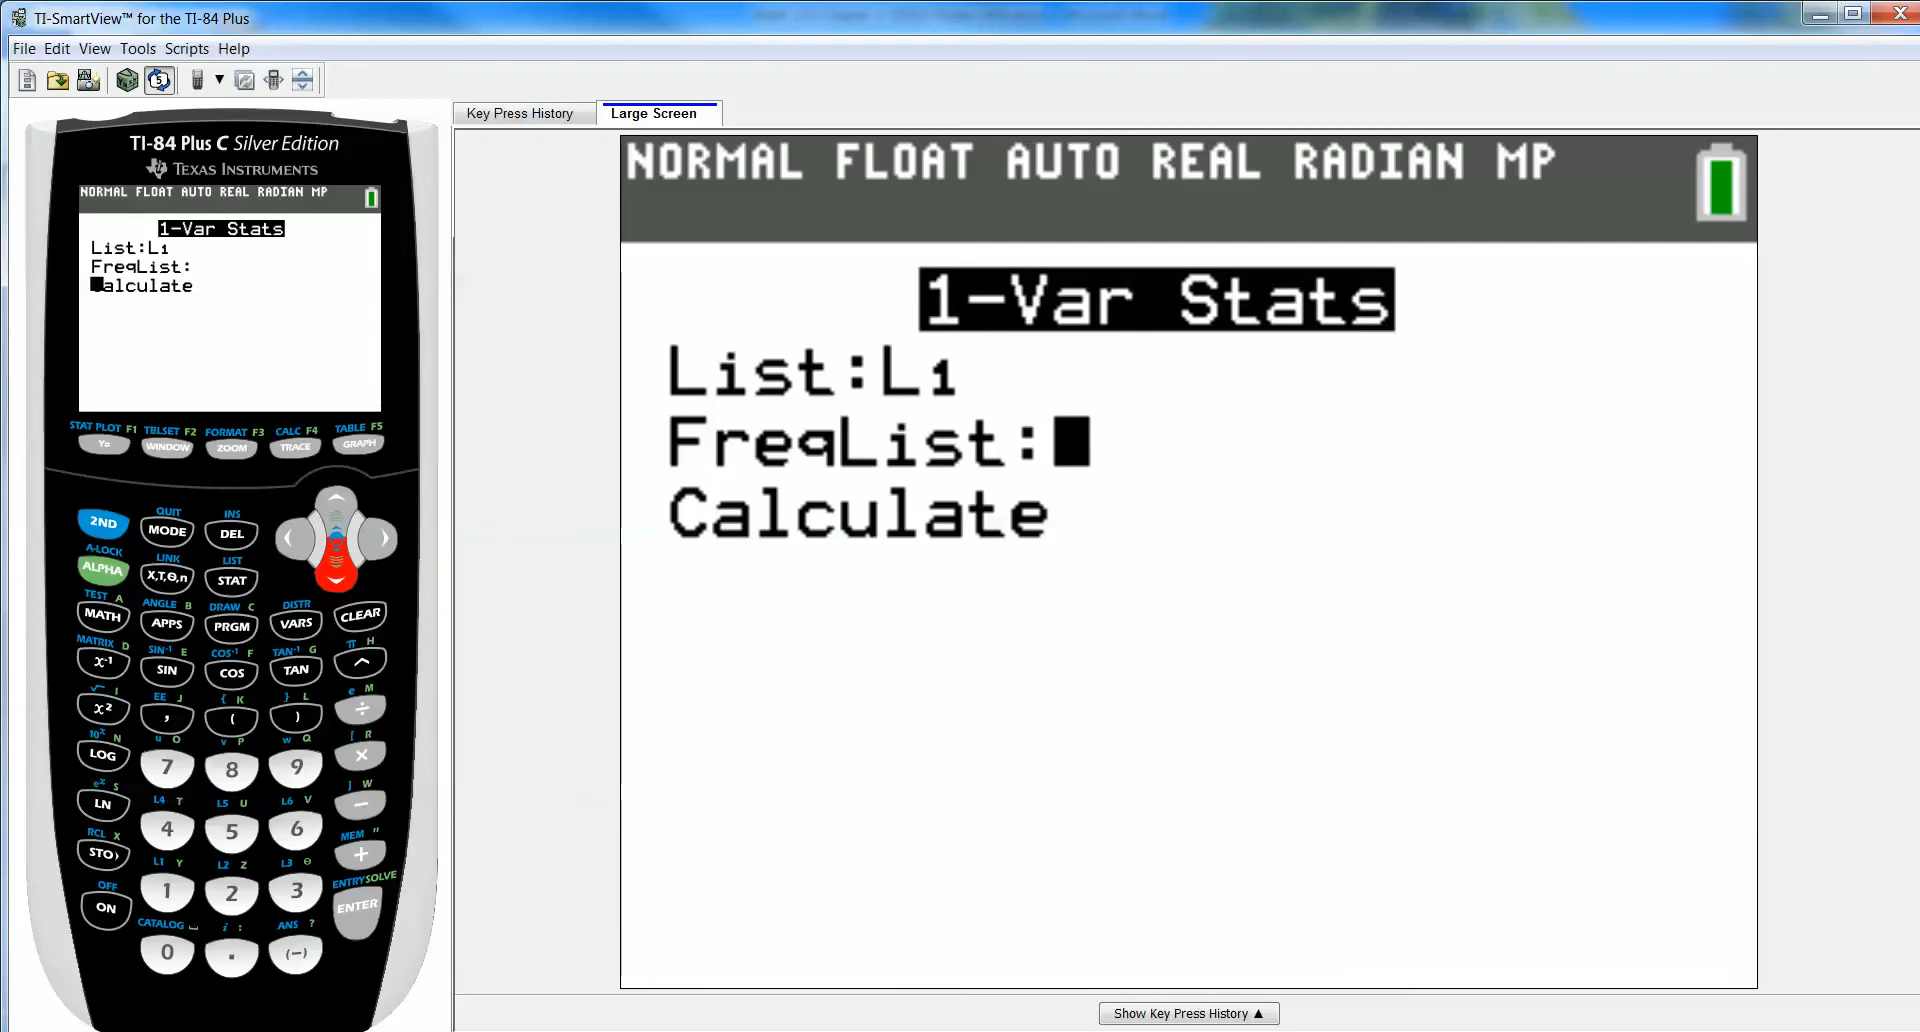 TI-SmartView™ for the TI-84 Plus
File Edit View Tools Scripts Help
Key Press History
Large Screen
TI-84 Plus C Silver Edition
TEXAS INSTRUMENTS
NORMAL FLOAT AUTO REAL RADIAN MP
1-Var Stats
List:L1
FreqList:
alculate
STAT PLOT F1 TBLSET F2 FORMAT F3 CALC F4 TABLE F5
Y= WINDOW ZOOM TRACE GRAPH
QUIT INS
2ND MODE DEL
A-LOCK LINK LIST
ALPHA X,T,Θ,n STAT
TEST A ANGLE B DRAW C DISTR
MATH APPS PRGM VARS CLEAR
MATRIX D SIN-1 E COS-1 F TAN-1 G π H
x-1 SIN COS TAN ^
√ I EE J { K } L e M
x² , ( ) ÷
10x N u O v P w Q [ R
LOG 7 8 9 ×
ex S L4 T L5 U L6 V ] W
LN 4 5 6 −
RCL X L1 Y L2 Z L3 Θ MEM "
STO› 1 2 3 +
OFF CATALOG ␣ i : ANS ? ENTRY SOLVE
ON 0 . (−) ENTER
NORMAL FLOAT AUTO REAL RADIAN MP
1-Var Stats
List:L1
FreqList:
Calculate
Show Key Press History ▲